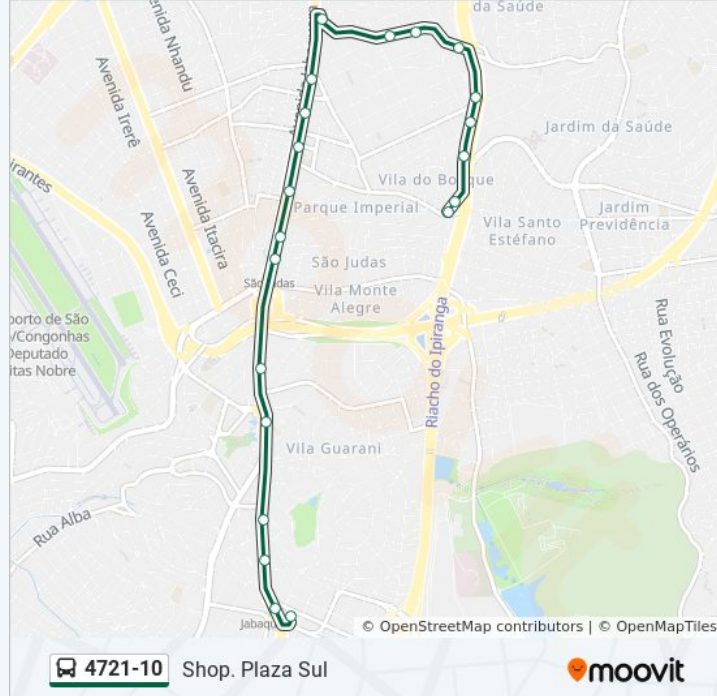 da Saúde
Avenida Nhandu
Avenida Irerê
Jardim da Saúde
Vila do Bosque
Parque Imperial
Avenida Itacira
Avenida Ceci
Vila Santo
Estéfano
Jardim
Previdência
São Judas
São Judas
Vila Monte
Alegre
porto de São
/Congonhas
Deputado
itas Nobre
Riacho do Ipiranga
Rua Evolução
Rua dos Operários
Vila Guarani
Rua Alba
Jabaqu
© OpenStreetMap contributors | © OpenMapTiles
4721-10 Shop. Plaza Sul
moovit